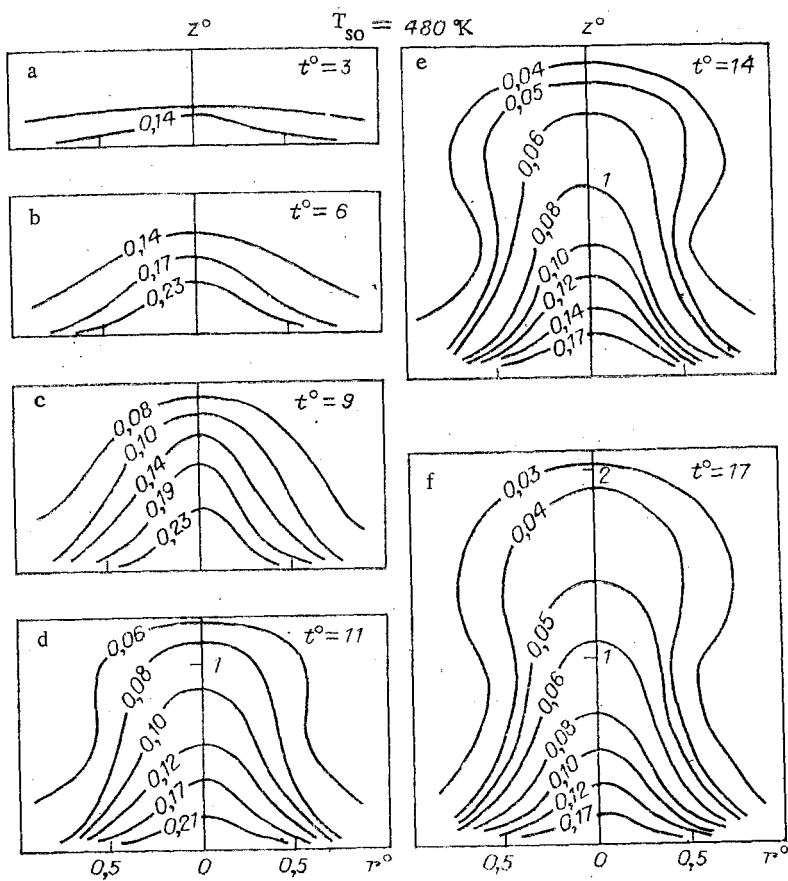 T_so = 480 °K
z°
a
t°=3
0,14
b
t°=6
0,14
0,17
0,23
c
t°=9
0,08
0,10
0,14
0,19
0,23
d
t°=11
0,06
0,08
1
0,10
0,12
0,17
0,21
0,5
0
0,5
r°
z°
e
t°=14
0,04
0,05
0,06
1
0,08
0,10
0,12
0,14
0,17
f
t°=17
0,03
2
0,04
0,05
1
0,06
0,08
0,10
0,12
0,17
0,5
0
0,5
r°